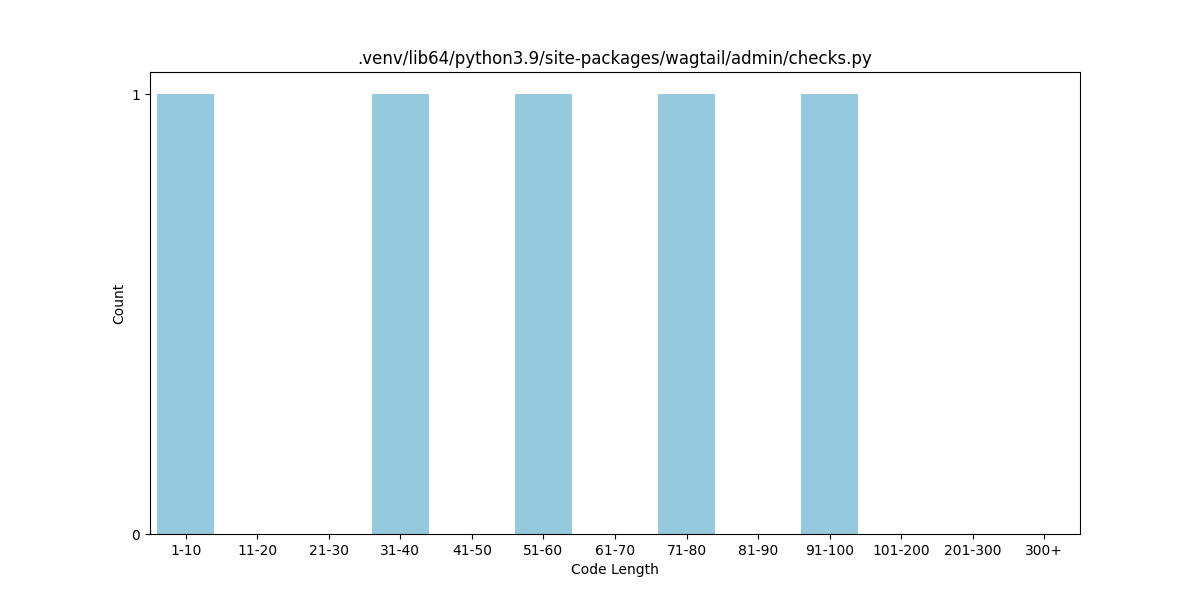 .venv/lib64/python3.9/site-packages/wagtail/admin/checks.py
1
Count
0
1-10 11-20 21-30 31-40 41-50 51-60 61-70 71-80 81-90 91-100 101-200 201-300 300+
Code Length